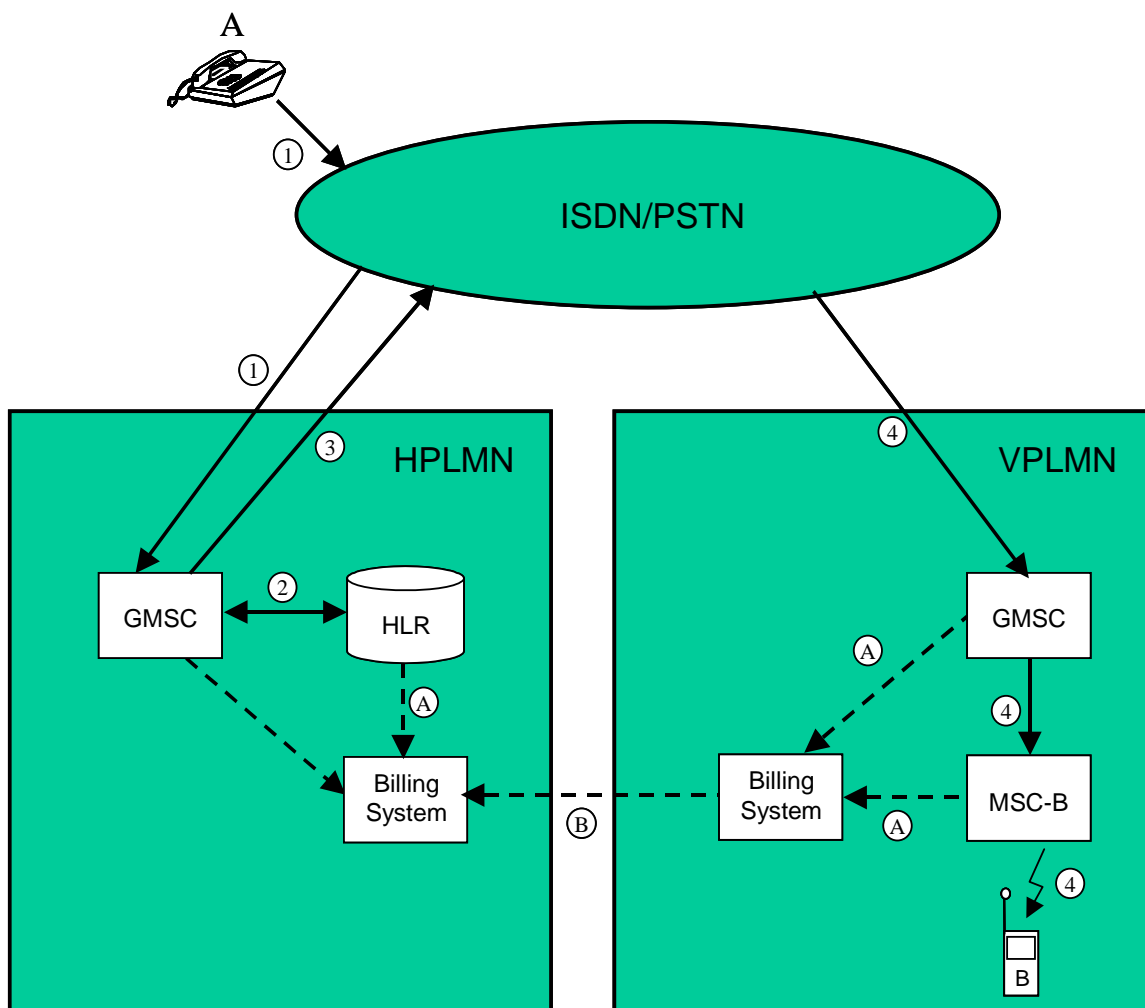 A
1
ISDN/PSTN
1
3
4
HPLMN
VPLMN
GMSC
2
HLR
GMSC
A
A
4
Billing
System
B
Billing
System
A
MSC-B
4
B